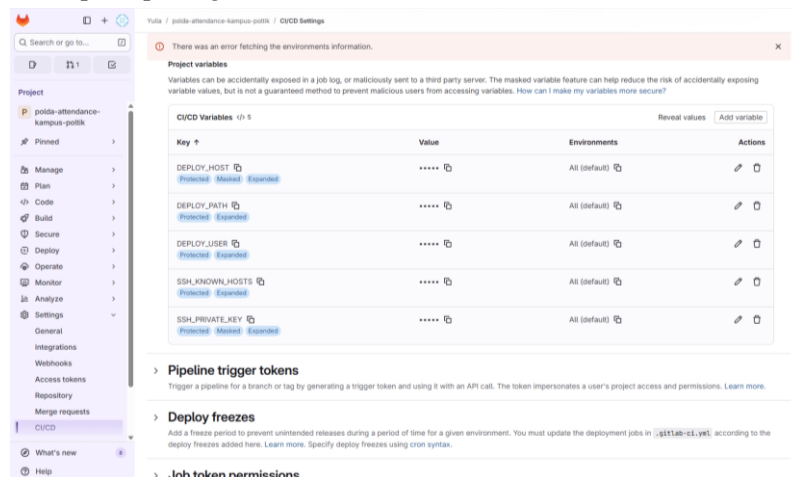 Yulia / polda-attendance-kampus-poltik / CI/CD Settings
Search or go to...
1
Project
P polda-attendance-kampus-poltik
Pinned
Manage
Plan
Code
Build
Secure
Deploy
Operate
Monitor
Analyze
Settings
General
Integrations
Webhooks
Access tokens
Repository
Merge requests
CI/CD
What's new
Help
There was an error fetching the environments information.
Project variables
Variables can be accidentally exposed in a job log, or maliciously sent to a third party server. The masked variable feature can help reduce the risk of accidentally exposing
variable values, but is not a guaranteed method to prevent malicious users from accessing variables. How can I make my variables more secure?
CI/CD Variables </> 5 Reveal values Add variable
Key ↑ Value Environments Actions
DEPLOY_HOST ••••• All (default)
Protected Masked Expanded
DEPLOY_PATH ••••• All (default)
Protected Expanded
DEPLOY_USER ••••• All (default)
Protected Expanded
SSH_KNOWN_HOSTS ••••• All (default)
Protected Expanded
SSH_PRIVATE_KEY ••••• All (default)
Protected Masked Expanded
Pipeline trigger tokens
Trigger a pipeline for a branch or tag by generating a trigger token and using it with an API call. The token impersonates a user's project access and permissions. Learn more.
Deploy freezes
Add a freeze period to prevent unintended releases during a period of time for a given environment. You must update the deployment jobs in .gitlab-ci.yml according to the
deploy freezes added here. Learn more. Specify deploy freezes using cron syntax.
Job token permissions